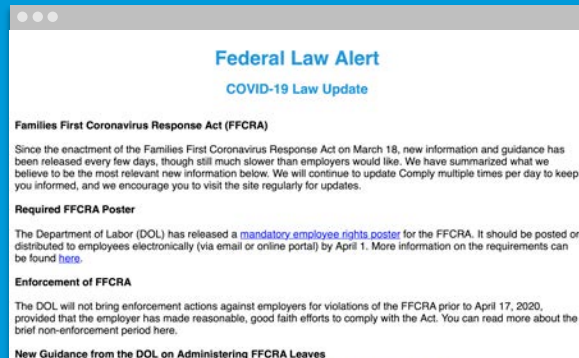 Federal Law Alert
COVID-19 Law Update
Families First Coronavirus Response Act (FFCRA)
Since the enactment of the Families First Coronavirus Response Act on March 18, new information and guidance has
been released every few days, though still much slower than employers would like. We have summarized what we
believe to be the most relevant new information below. We will continue to update Comply multiple times per day to keep
you informed, and we encourage you to visit the site regularly for updates.
Required FFCRA Poster
The Department of Labor (DOL) has released a mandatory employee rights poster for the FFCRA. It should be posted or
distributed to employees electronically (via email or online portal) by April 1. More information on the requirements can
be found here.
Enforcement of FFCRA
The DOL will not bring enforcement actions against employers for violations of the FFCRA prior to April 17, 2020,
provided that the employer has made reasonable, good faith efforts to comply with the Act. You can read more about the
brief non-enforcement period here.
New Guidance from the DOL on Administering FFCRA Leaves